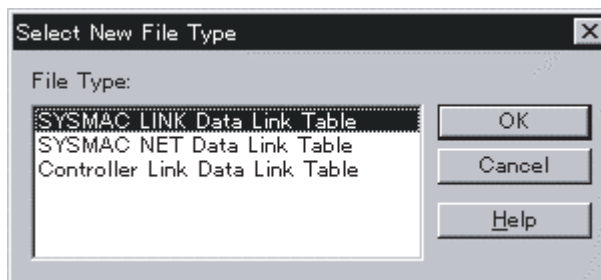 Select New File Type
File Type:
SYSMAC LINK Data Link Table
SYSMAC NET Data Link Table
Controller Link Data Link Table
OK
Cancel
Help